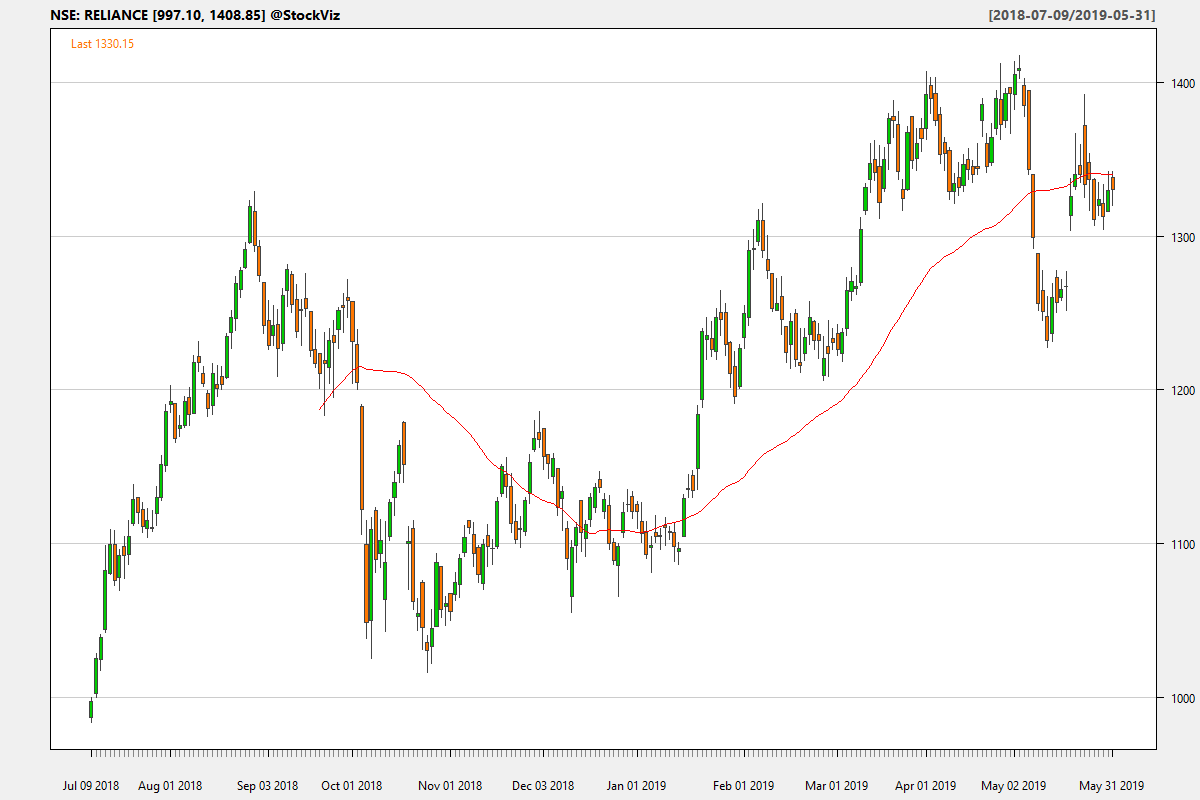 NSE: RELIANCE [997.10, 1408.85] @StockViz [2018-07-09/2019-05-31]
Last 1330.15
1400
1300
1200
1100
1000
Jul 09 2018 Aug 01 2018 Sep 03 2018 Oct 01 2018 Nov 01 2018 Dec 03 2018 Jan 01 2019 Feb 01 2019 Mar 01 2019 Apr 01 2019 May 02 2019 May 31 2019